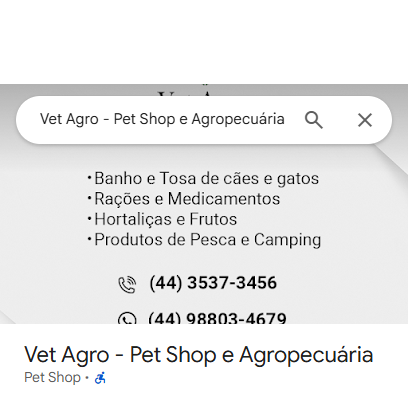 Vet Agro - Pet Shop e Agropecuária
•Banho e Tosa de cães e gatos
•Rações e Medicamentos
•Hortaliças e Frutos
•Produtos de Pesca e Camping
(44) 3537-3456
(44) 98803-4679
Vet Agro - Pet Shop e Agropecuária
Pet Shop •